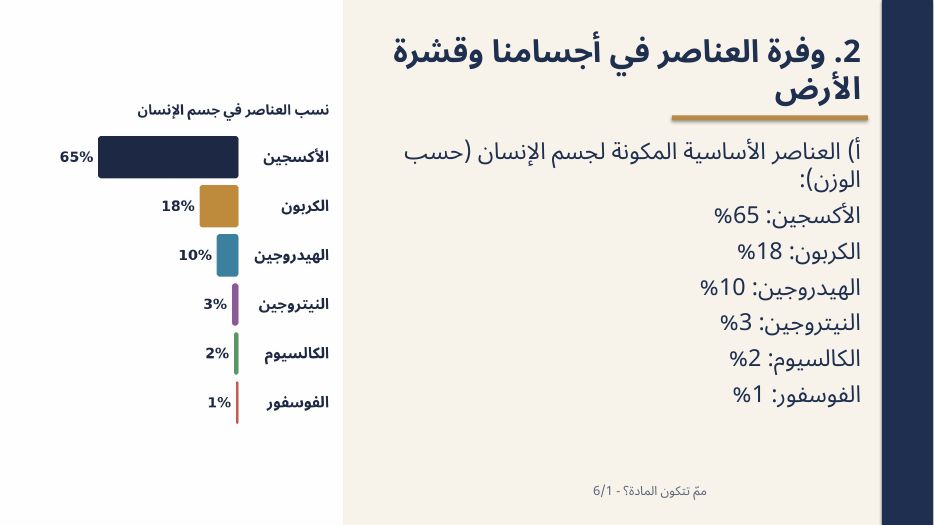 2. وفرة العناصر في أجسامنا وقشرة
الأرض
أ) العناصر الأساسية المكونة لجسم الإنسان (حسب
الوزن):
الأكسجين: 65%
الكربون: 18%
الهيدروجين: 10%
النيتروجين: 3%
الكالسيوم: 2%
الفوسفور: 1%
نسب العناصر في جسم الإنسان
الأكسجين 65%
الكربون 18%
الهيدروجين 10%
النيتروجين 3%
الكالسيوم 2%
الفوسفور 1%
ممّ تتكون المادة؟ - 6/1